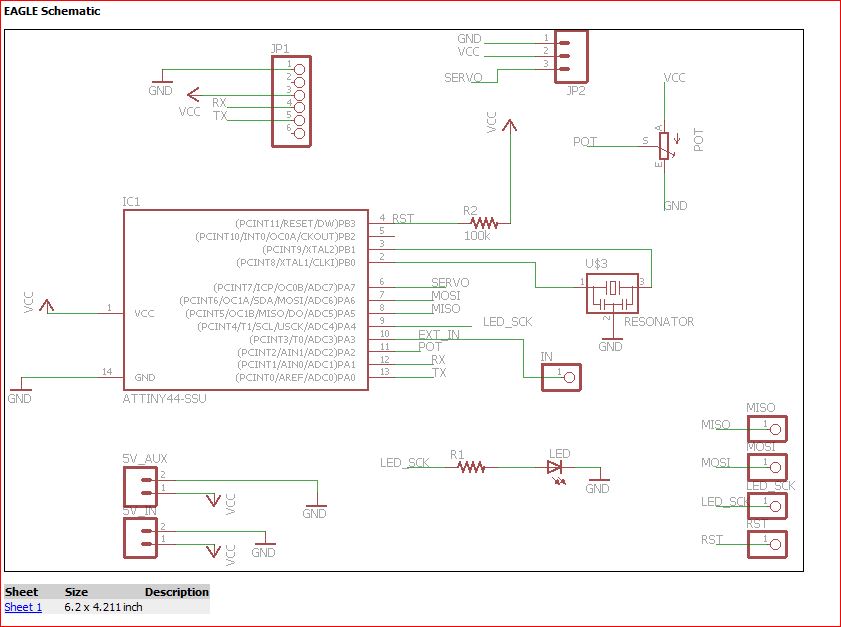 EAGLE Schematic
JP1
1
2
3
4
5
6
GND
VCC
RX
TX
GND
VCC
SERVO
1
2
3
JP2
VCC
A
S
E
POT
POT
GND
VCC
R2
100k
IC1
(PCINT11/RESET/DW)PB3
4
RST
(PCINT10/INT0/OC0A/CKOUT)PB2
5
(PCINT9/XTAL2)PB1
3
(PCINT8/XTAL1/CLKI)PB0
2
(PCINT7/ICP/OC0B/ADC7)PA7
6
SERVO
(PCINT6/OC1A/SDA/MOSI/ADC6)PA6
7
MOSI
(PCINT5/OC1B/MISO/DO/ADC5)PA5
8
MISO
(PCINT4/T1/SCL/USCK/ADC4)PA4
9
LED_SCK
(PCINT3/T0/ADC3)PA3
10
EXT_IN
(PCINT2/AIN1/ADC2)PA2
11
POT
(PCINT1/AIN0/ADC1)PA1
12
RX
(PCINT0/AREF/ADC0)PA0
13
TX
VCC
1
VCC
14
GND
GND
ATTINY44-SSU
U$3
1
3
2
RESONATOR
GND
IN
1
5V_AUX
2
1
VCC
GND
5V_IN
2
1
VCC
GND
LED_SCK
R1
LED
GND
MISO
MISO
1
MOSI
MOSI
1
LED_SCK
LED_SCK
1
RST
RST
1
Sheet Size Description
Sheet 1 6.2 x 4.211 inch